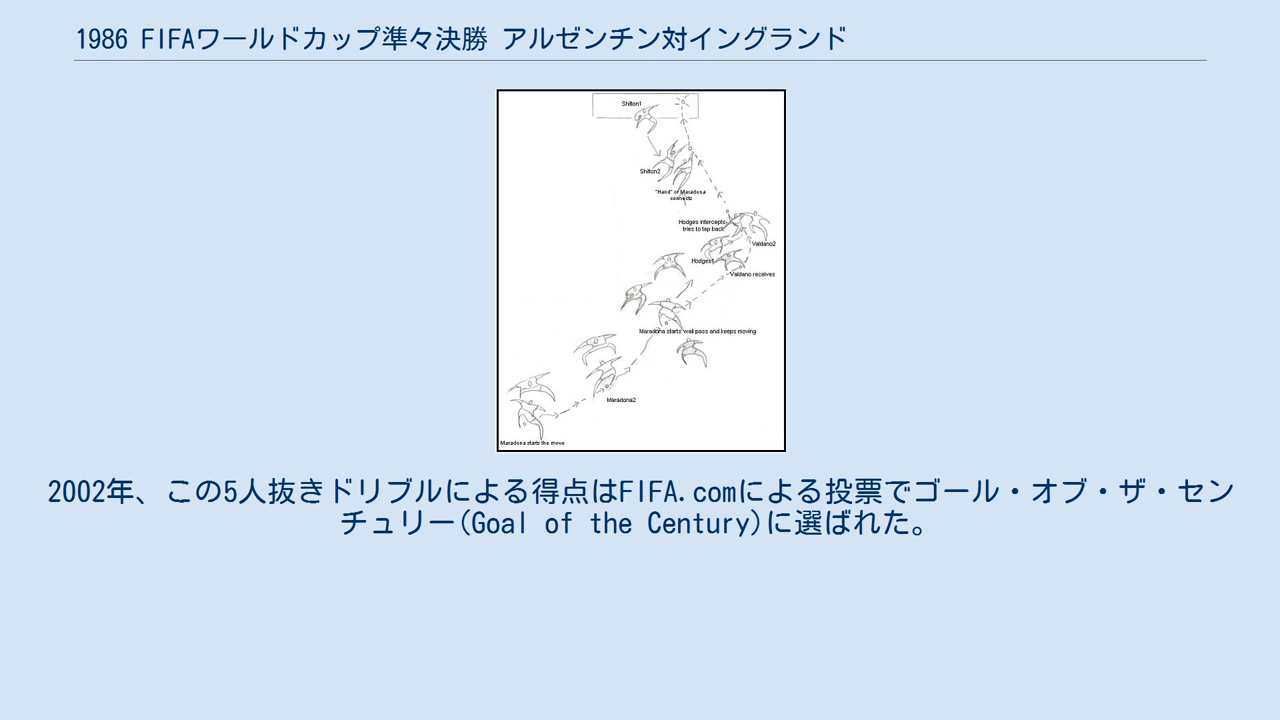 1986 FIFAワールドカップ準々決勝 アルゼンチン対イングランド
Shilton1
Shilton2
"Hand" of Maradona
connects
Hodges intercepts
tries to tap back
Valdano2
Hodges1
Valdano receives
Maradona starts wall pass and keeps moving
Maradona2
Maradona starts the move
2002年、この5人抜きドリブルによる得点はFIFA.comによる投票でゴール・オブ・ザ・セン
チュリー(Goal of the Century)に選ばれた。